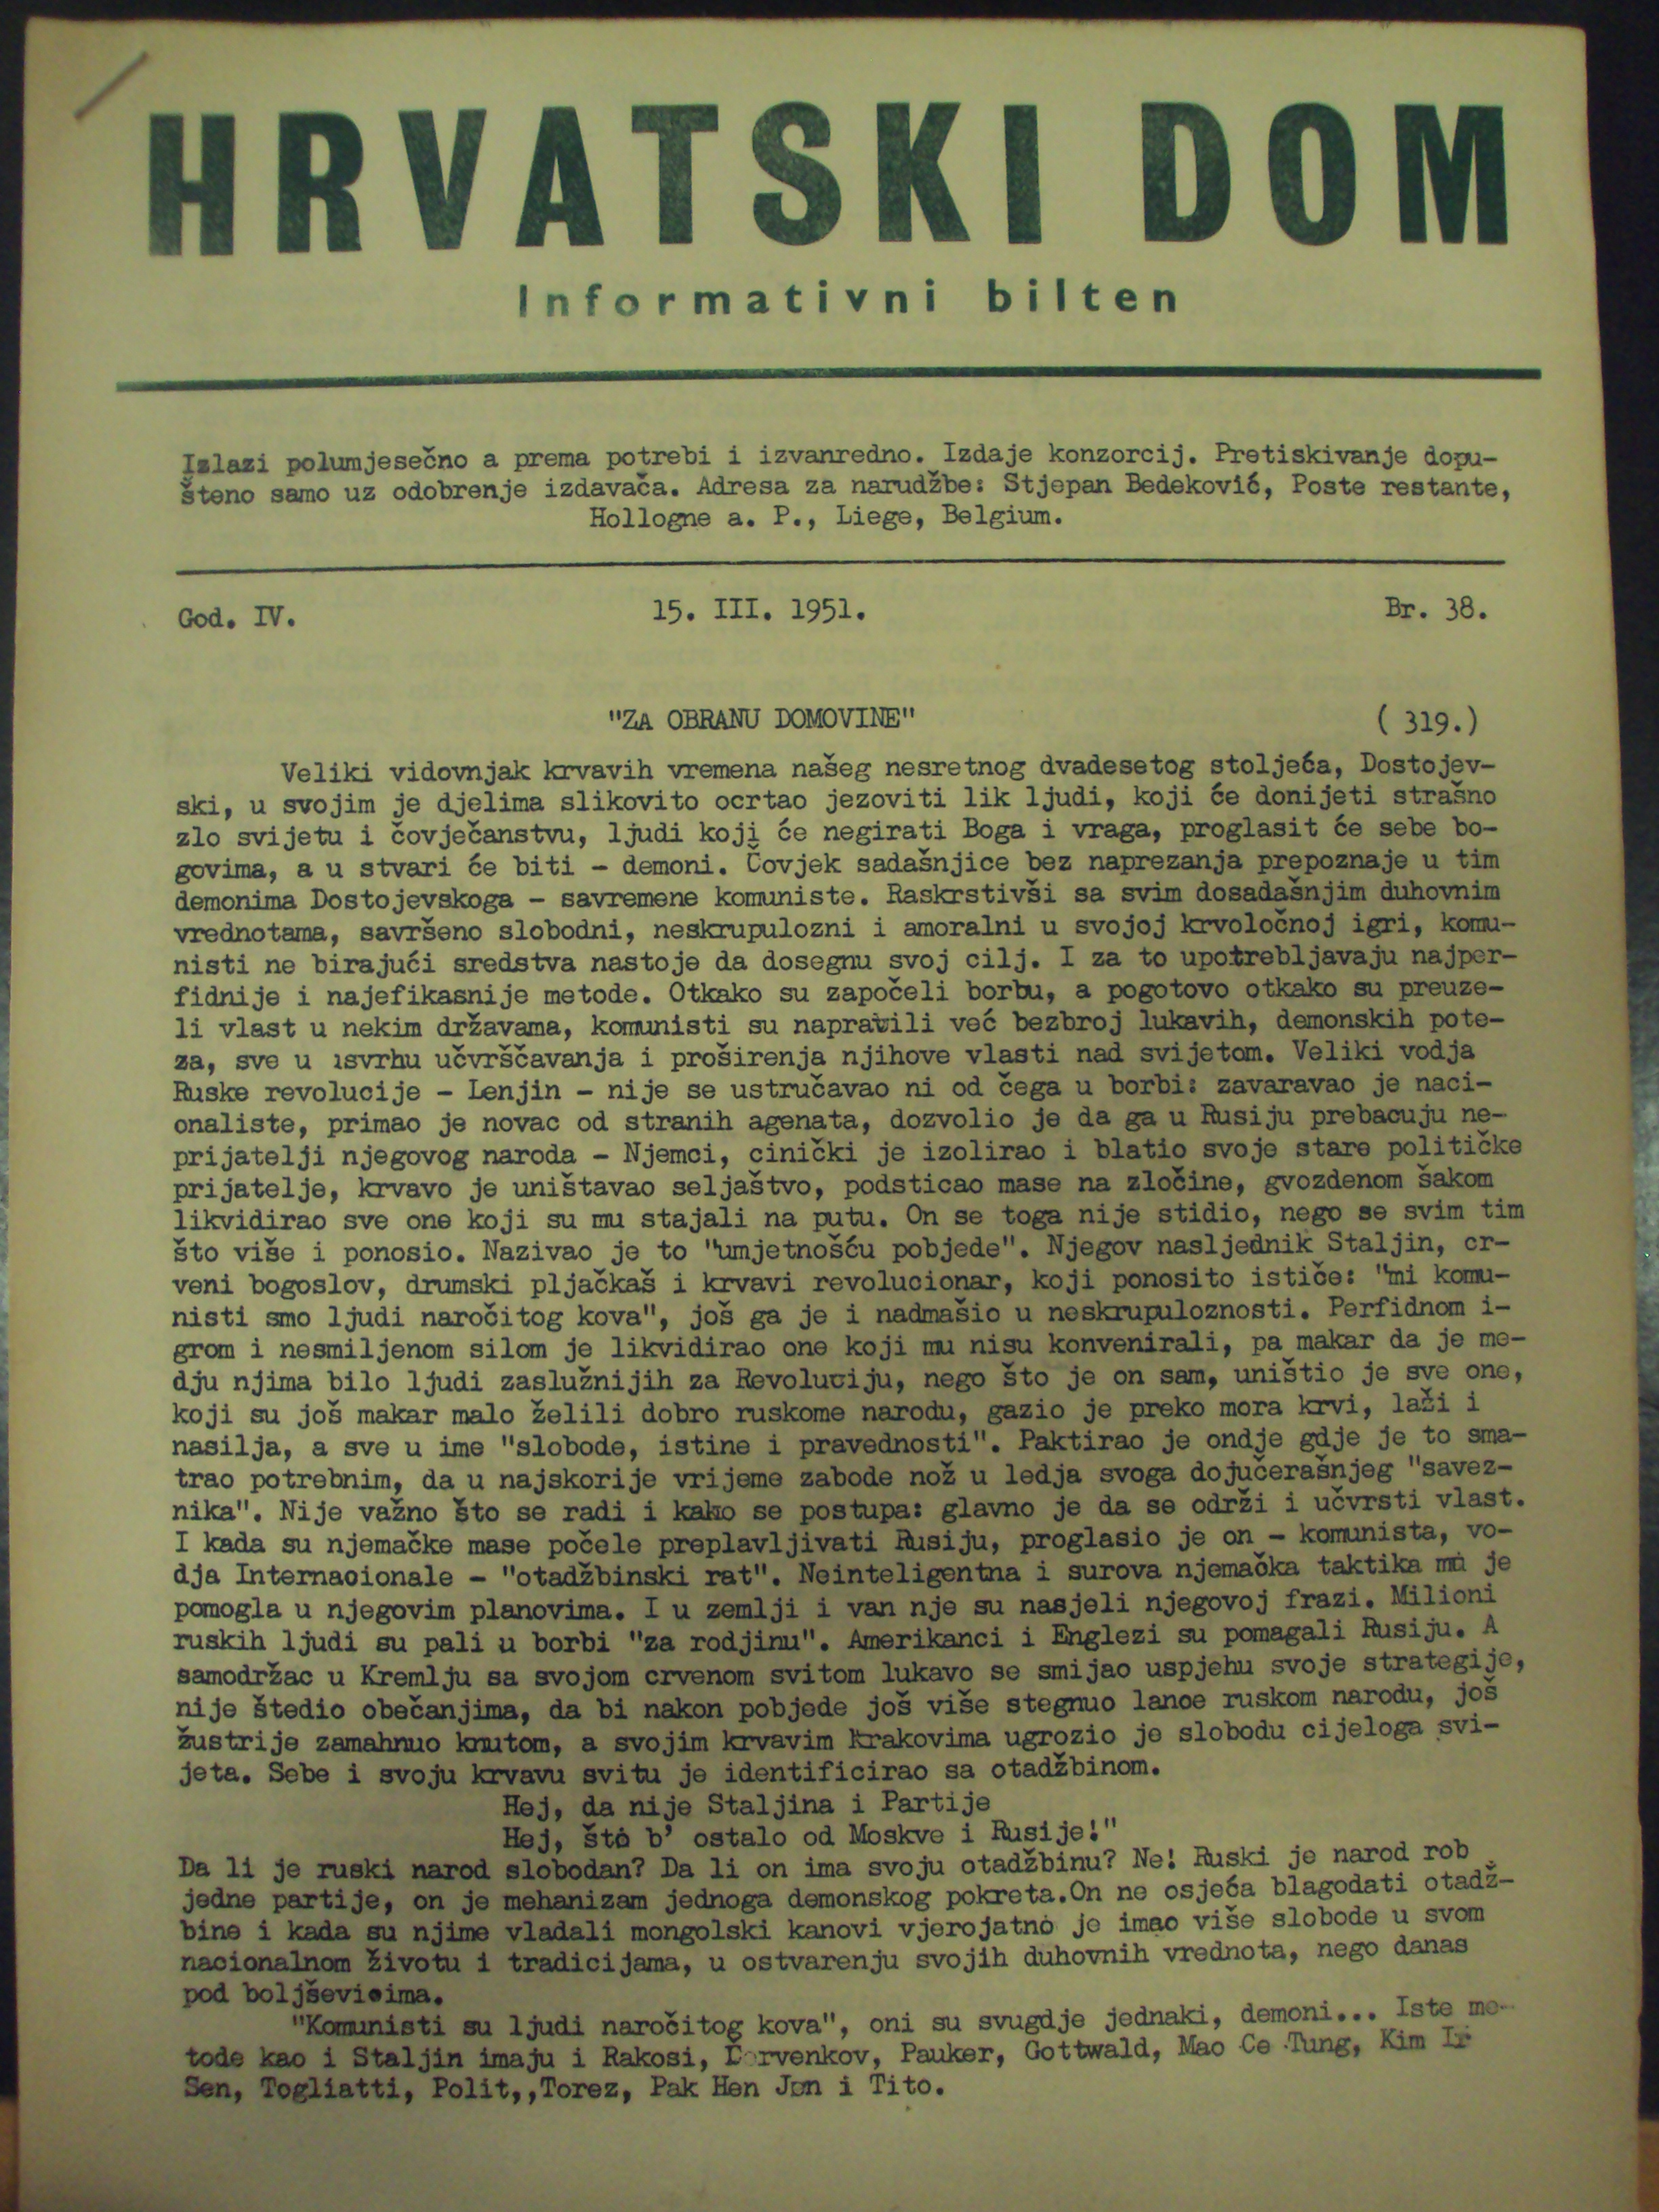 HRVATSKI DOM
Informativni bilten
Izlazi polumjesečno a prema potrebi i izvanredno. Izdaje konzorcij. Pretiskivanje dopu-
šteno samo uz odobrenje izdavača. Adresa za narudžbe: Stjepan Bedeković, Poste restante,
Hollogne a. P., Liege, Belgium.
God. IV. 15. III. 1951. Br. 38.
"ZA OBRANU DOMOVINE" ( 319.)
Veliki vidovnjak krvavih vremena našeg nesretnog dvadesetog stoljeća, Dostojev-
ski, u svojim je djelima slikovito ocrtao jezoviti lik ljudi, koji će donijeti strašno
zlo svijetu i čovječanstvu, ljudi koji će negirati Boga i vraga, proglasit će sebe bo-
govima, a u stvari će biti - demoni. Čovjek sadašnjice bez naprezanja prepoznaje u tim
demonima Dostojevskoga - savremene komuniste. Raskrstivši sa svim dosadašnjim duhovnim
vrednotama, savršeno slobodni, neskrupulozni i amoralni u svojoj krvoločnoj igri, komu-
nisti ne birajući sredstva nastoje da dosegnu svoj cilj. I za to upotrebljavaju najper-
fidnije i najefikasnije metode. Otkako su započeli borbu, a pogotovo otkako su preuze-
li vlast u nekim državama, komunisti su napravili već bezbroj lukavih, demonskih pote-
za, sve u isvrhu učvrščavanja i proširenja njihove vlasti nad svijetom. Veliki vodja
Ruske revolucije - Lenjin - nije se ustručavao ni od čega u borbi: zavaravao je naci-
onaliste, primao je novac od stranih agenata, dozvolio je da ga u Rusiju prebacuju ne-
prijatelji njegovog naroda - Njemci, cinički je izolirao i blatio svoje stare političke
prijatelje, krvavo je uništavao seljaštvo, podsticao mase na zločine, gvozdenom šakom
likvidirao sve one koji su mu stajali na putu. On se toga nije stidio, nego se svim tim
što više i ponosio. Nazivao je to "umjetnošću pobjede". Njegov nasljednik Staljin, cr-
veni bogoslov, drumski pljačkaš i krvavi revolucionar, koji ponosito ističe: "mi komu-
nisti smo ljudi naročitog kova", još ga je i nadmašio u neskrupuloznosti. Perfidnom i-
grom i nesmiljenom silom je likvidirao one koji mu nisu konvenirali, pa makar da je me-
dju njima bilo ljudi zaslužnijih za Revoluciju, nego što je on sam, uništio je sve one,
koji su još makar malo želili dobro ruskome narodu, gazio je preko mora krvi, laži i
nasilja, a sve u ime "slobode, istine i pravednosti". Paktirao je ondje gdje je to sma-
trao potrebnim, da u najskorije vrijeme zabode nož u ledja svoga dojučerašnjeg "savez-
nika". Nije važno što se radi i kako se postupa: glavno je da se održi i učvrsti vlast.
I kada su njemačke mase počele preplavljivati Rusiju, proglasio je on - komunista, vo-
dja Internacionale - "otadžbinski rat". Neinteligentna i surova njemačka taktika mu je
pomogla u njegovim planovima. I u zemlji i van nje su nasjeli njegovoj frazi. Milioni
ruskih ljudi su pali u borbi "za rodjinu". Amerikanci i Englezi su pomagali Rusiju. A
samodržac u Kremlju sa svojom crvenom svitom lukavo se smijao uspjehu svoje strategije,
nije štedio obečanjima, da bi nakon pobjede još više stegnuo lance ruskom narodu, još
žustrije zamahnuo knutom, a svojim krvavim krakovima ugrozio je slobodu cijeloga svi-
jeta. Sebe i svoju krvavu svitu je identificirao sa otadžbinom.
Hej, da nije Staljina i Partije
Hej, što b' ostalo od Moskve i Rusije!"
Da li je ruski narod slobodan? Da li on ima svoju otadžbinu? Ne! Ruski je narod rob
jedne partije, on je mehanizam jednoga demonskog pokreta.On ne osjeća blagodati otadž-
bine i kada su njime vladali mongolski kanovi vjerojatno je imao više slobode u svom
nacionalnom životu i tradicijama, u ostvarenju svojih duhovnih vrednota, nego danas
pod boljševicima.
"Komunisti su ljudi naročitog kova", oni su svugdje jednaki, demoni... Iste me-
tode kao i Staljin imaju i Rakosi, Červenkov, Pauker, Gottwald, Mao Ce Tung, Kim Ir
Sen, Togliatti, Polit,,Torez, Pak Hen Jen i Tito.